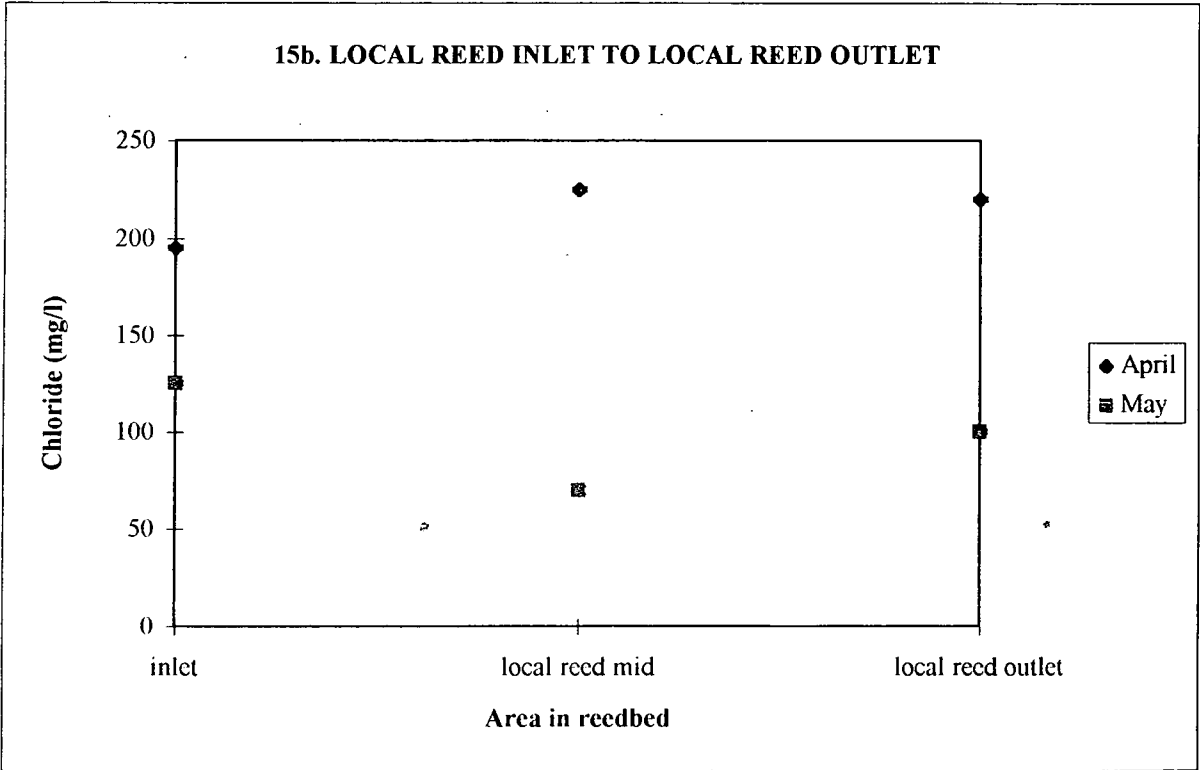 15b. LOCAL REED INLET TO LOCAL REED OUTLET
250
200
150
100
50
0
Chloride (mg/l)
inlet
local reed mid
local reed outlet
Area in reedbed
April
May